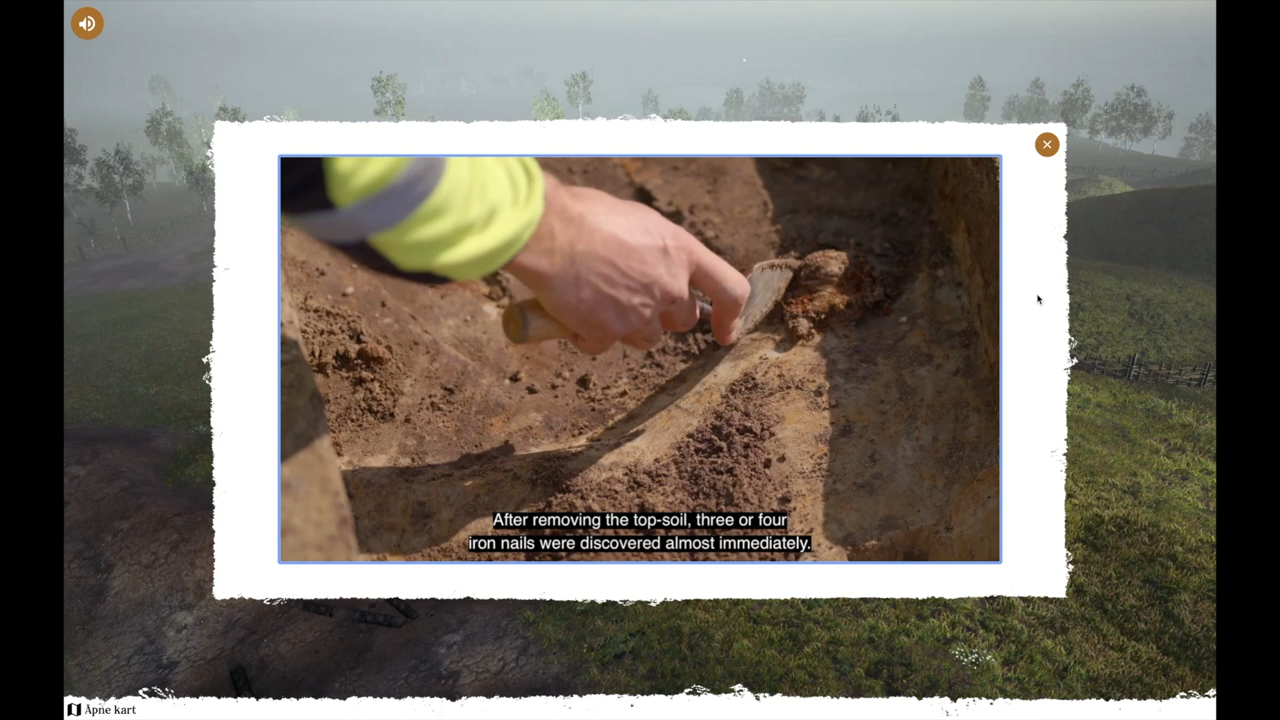 After removing the top-soil, three or four
iron nails were discovered almost immediately.
Åpne kart